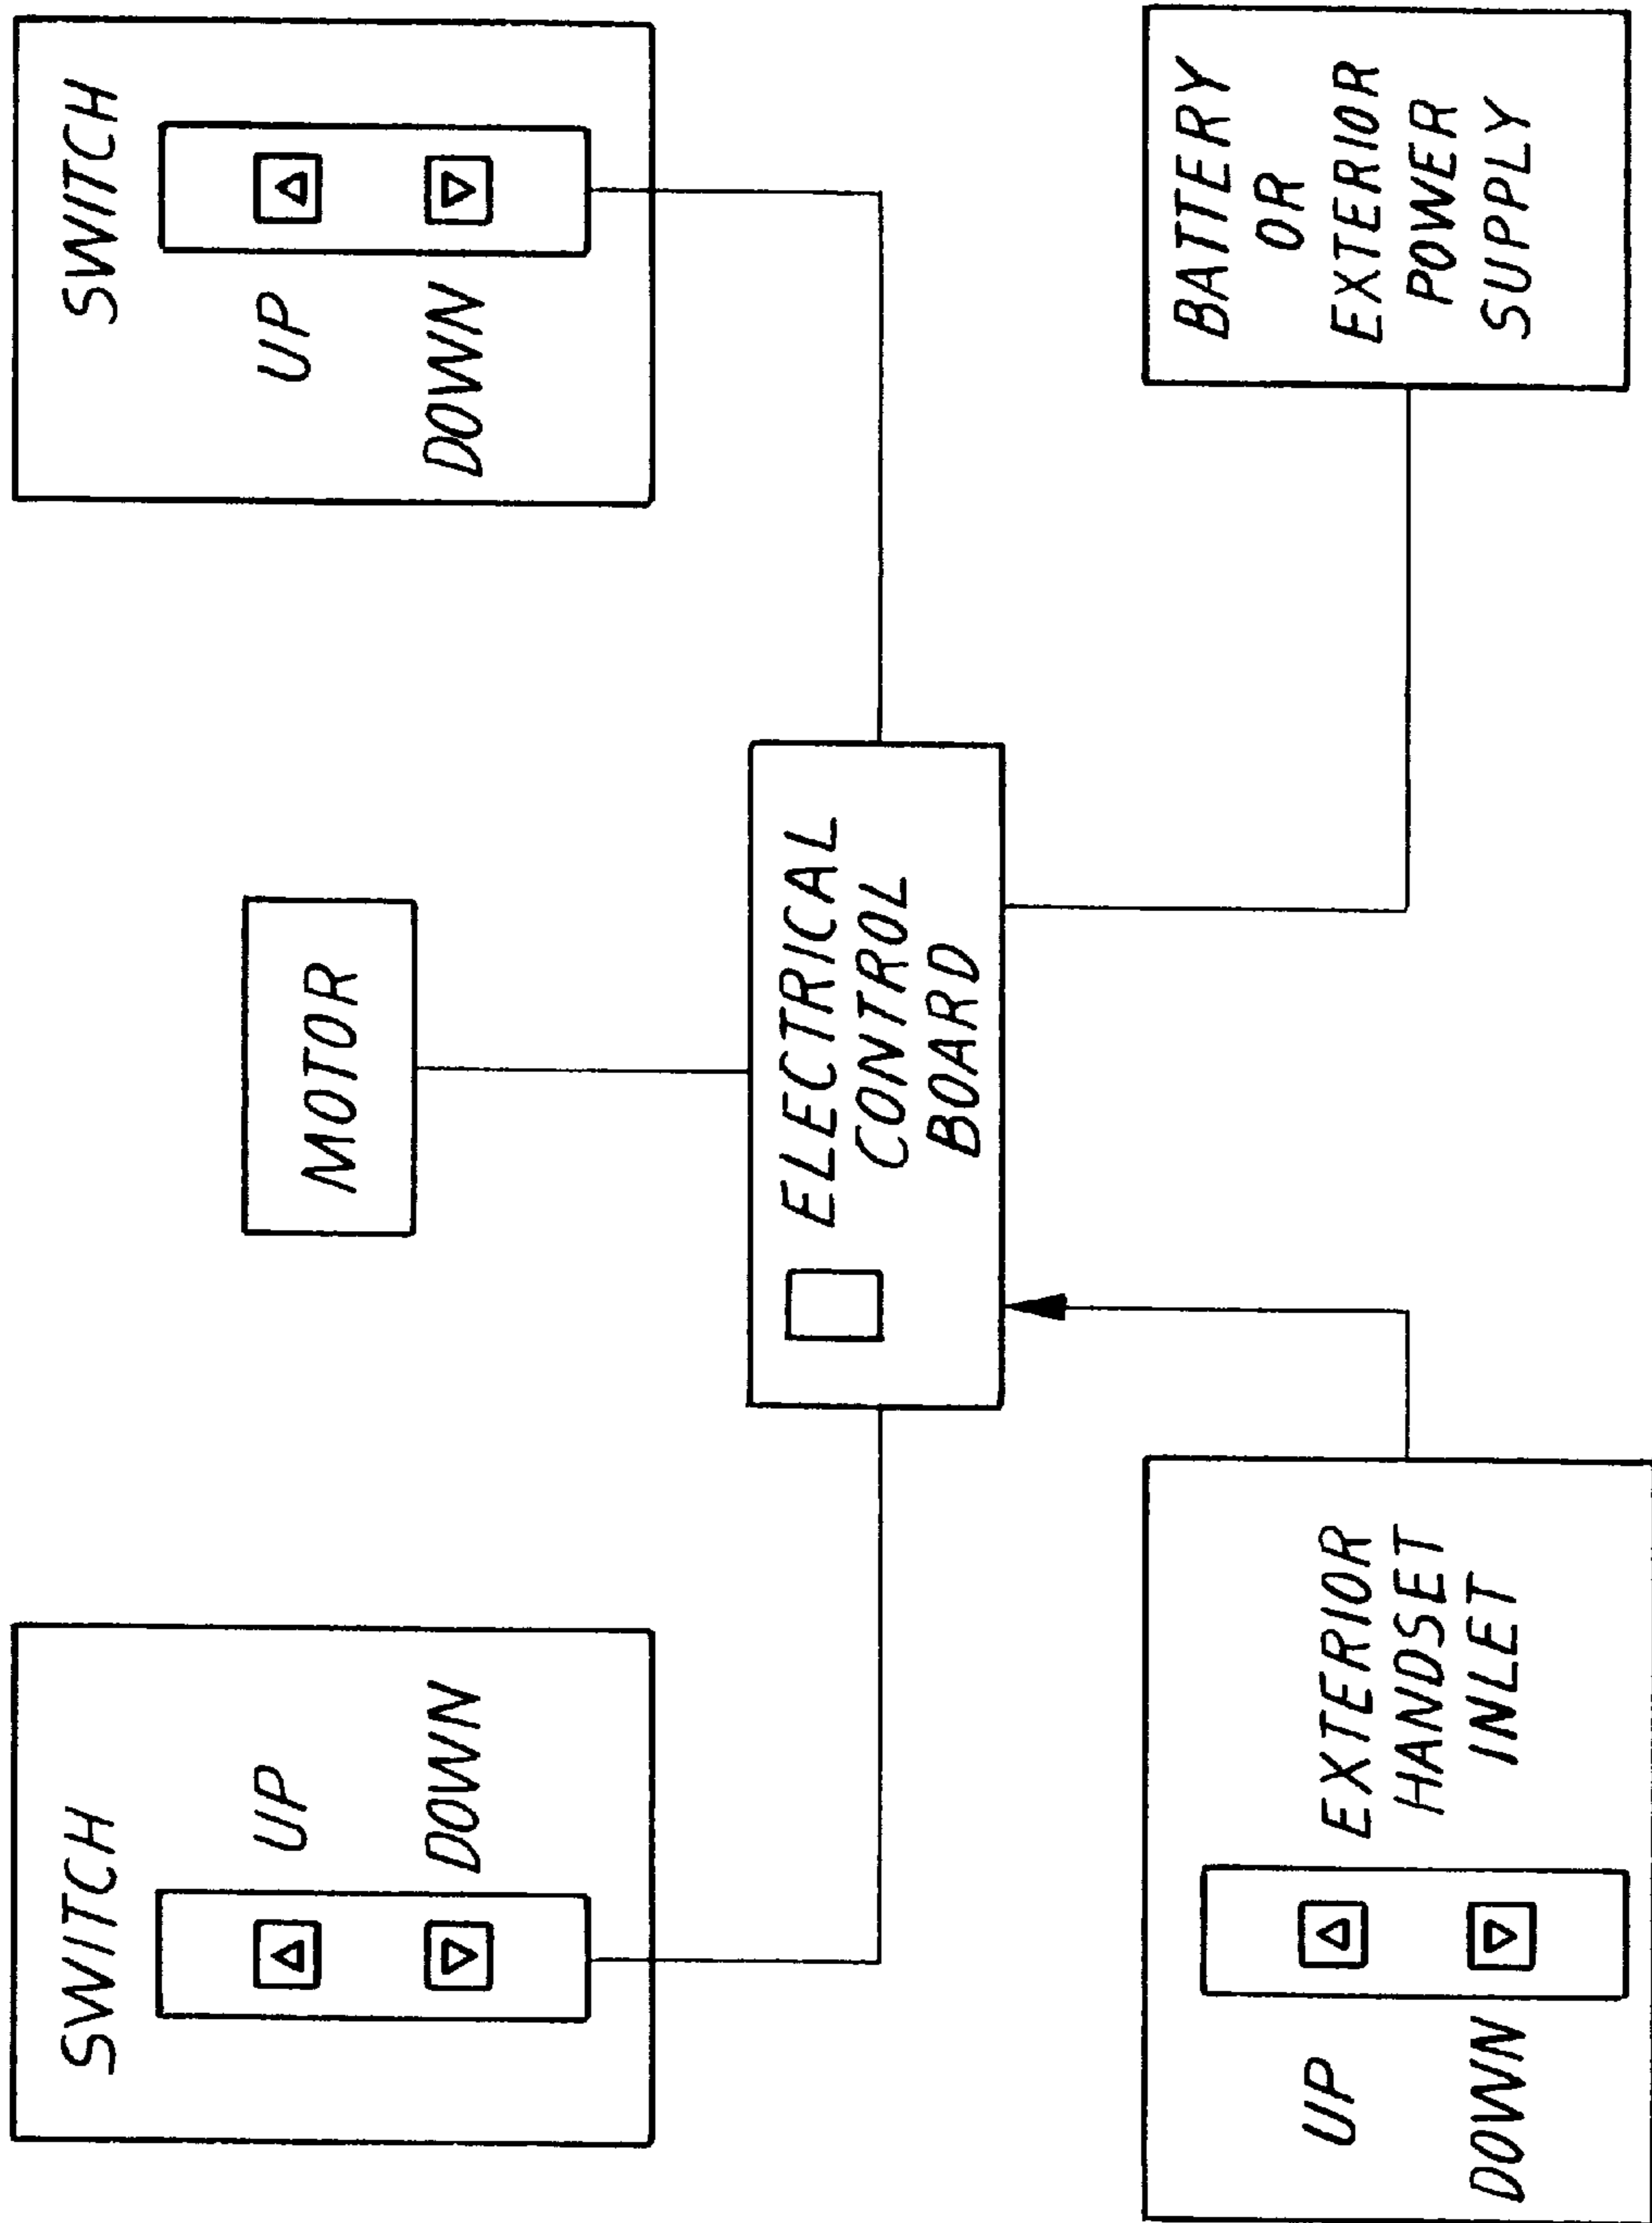 SWITCH
UP
DOWN
MOTOR
SWITCH
UP
DOWN
ELECTRICAL
CONTROL
BOARD
UP
DOWN
EXTERIOR
HANDSET
INLET
BATTERY
OR
EXTERIOR
POWER
SUPPLY